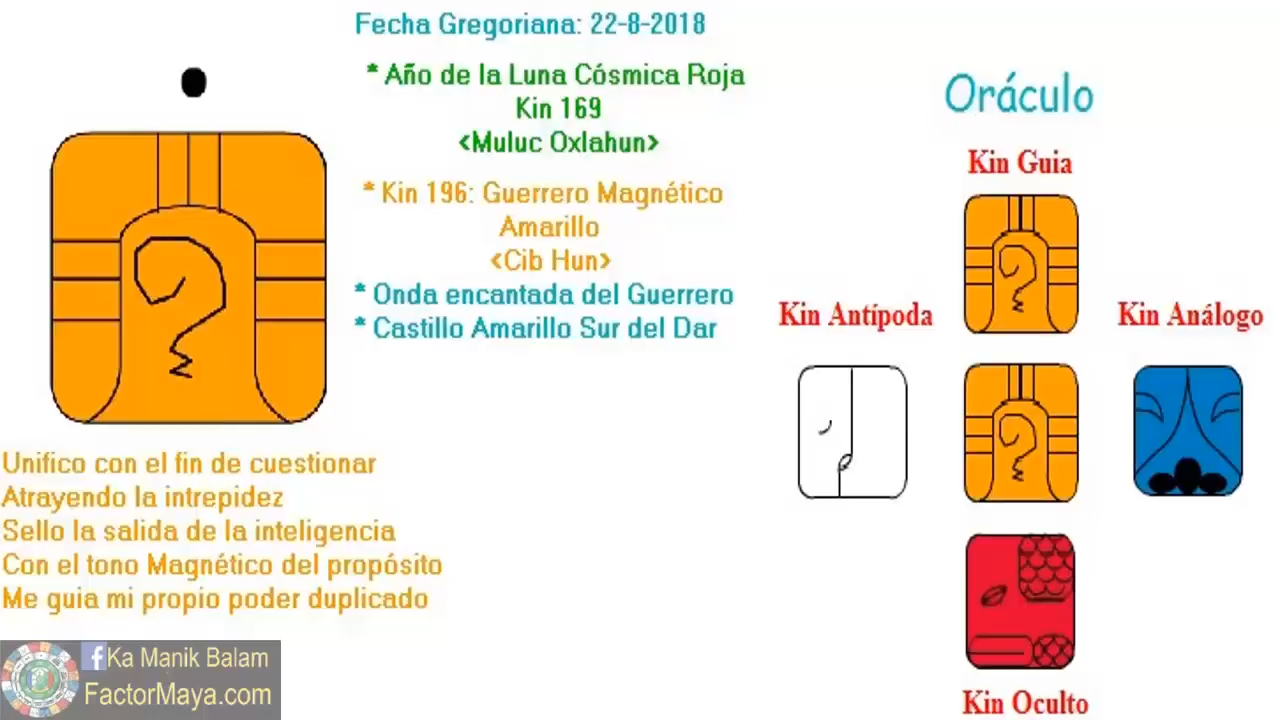 Fecha Gregoriana: 22-8-2018
* Año de la Luna Cósmica Roja
Kin 169
<Muluc Oxlahun>
* Kin 196: Guerrero Magnético
Amarillo
<Cib Hun>
* Onda encantada del Guerrero
* Castillo Amarillo Sur del Dar
Unifico con el fin de cuestionar
Atrayendo la intrepidez
Sello la salida de la inteligencia
Con el tono Magnético del propósito
Me guia mi propio poder duplicado
Oráculo
Kin Guia
Kin Antípoda
Kin Análogo
Kin Oculto
f Ka Manik Balam
FactorMaya.com